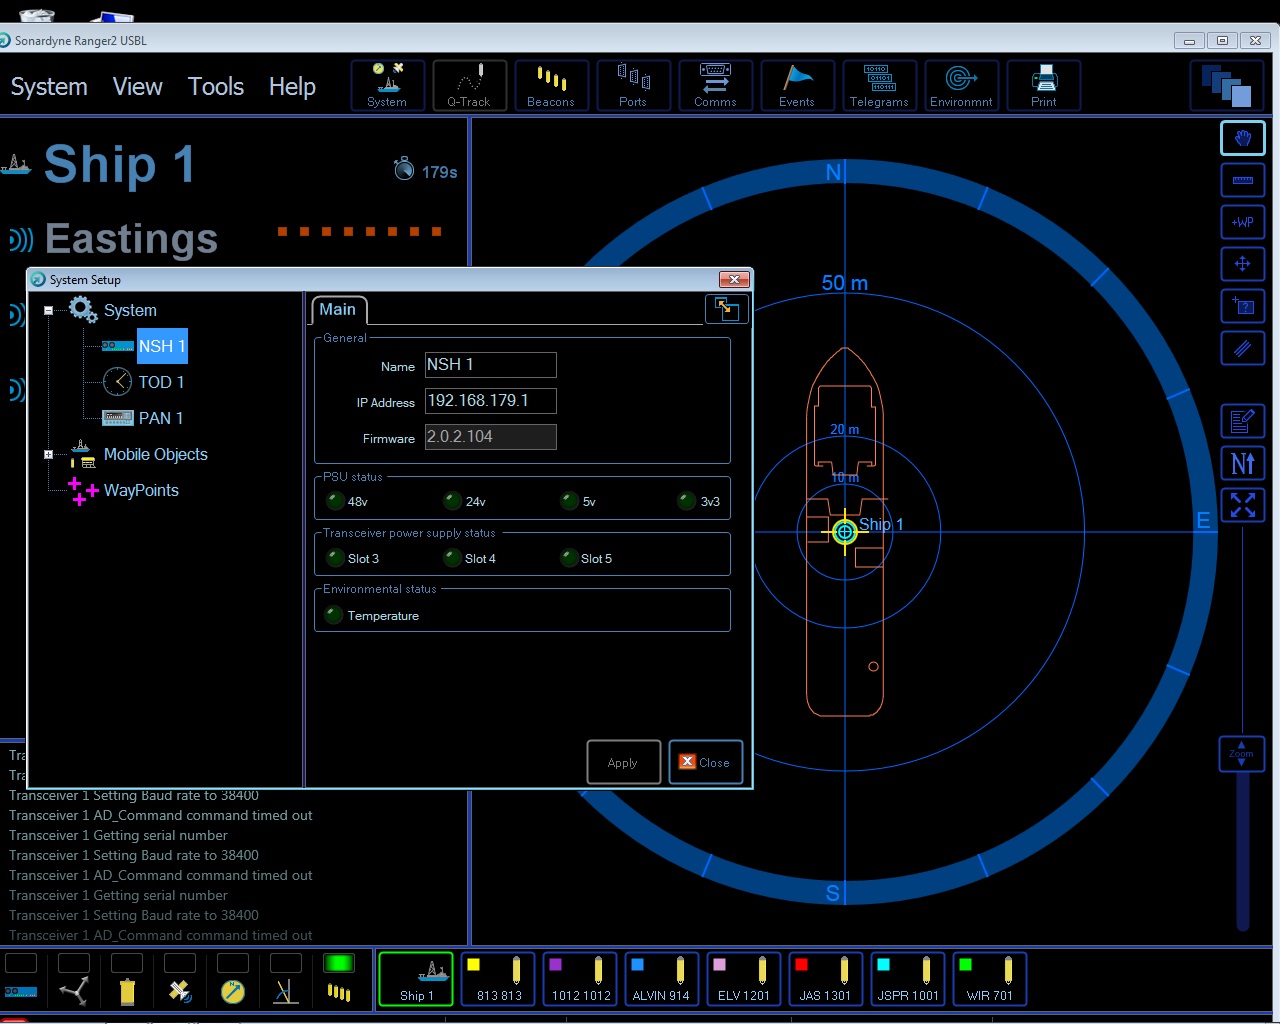 Sonardyne Ranger2 USBL
System View Tools Help
System Q-Track Beacons Ports Comms Events Telegrams Environmnt Print
Ship 1
179s
Eastings
System Setup
System
NSH 1
TOD 1
PAN 1
Mobile Objects
WayPoints
Main
General
Name NSH 1
IP Address 192.168.179.1
Firmware 2.0.2.104
PSU status
48v 24v 5v 3v3
Transceiver power supply status
Slot 3 Slot 4 Slot 5
Environmental status
Temperature
Apply Close
N
50 m
20 m
10 m
Ship 1
E
S
+WP
?
N
Zoom
Transceiver 1 Setting Baud rate to 38400
Transceiver 1 AD_Command command timed out
Transceiver 1 Getting serial number
Transceiver 1 Setting Baud rate to 38400
Transceiver 1 AD_Command command timed out
Transceiver 1 Getting serial number
Transceiver 1 Setting Baud rate to 38400
Transceiver 1 AD_Command command timed out
Ship 1 813 813 1012 1012 ALVIN 914 ELV 1201 JAS 1301 JSPR 1001 WIR 701